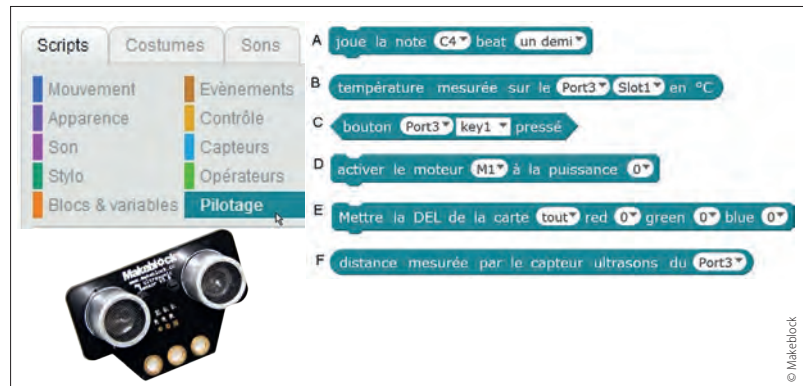 Scripts Costumes Sons
Mouvement Evènements
Apparence Contrôle
Son Capteurs
Stylo Opérateurs
Blocs & variables Pilotage
A joue la note C4 beat un demi
B température mesurée sur le Port3 Slot1 en °C
C bouton Port3 key1 pressé
D activer le moteur M1 à la puissance 0
E Mettre la DEL de la carte tout red 0 green 0 blue 0
F distance mesurée par le capteur ultrasons du Port3
Makeblock
© Makeblock